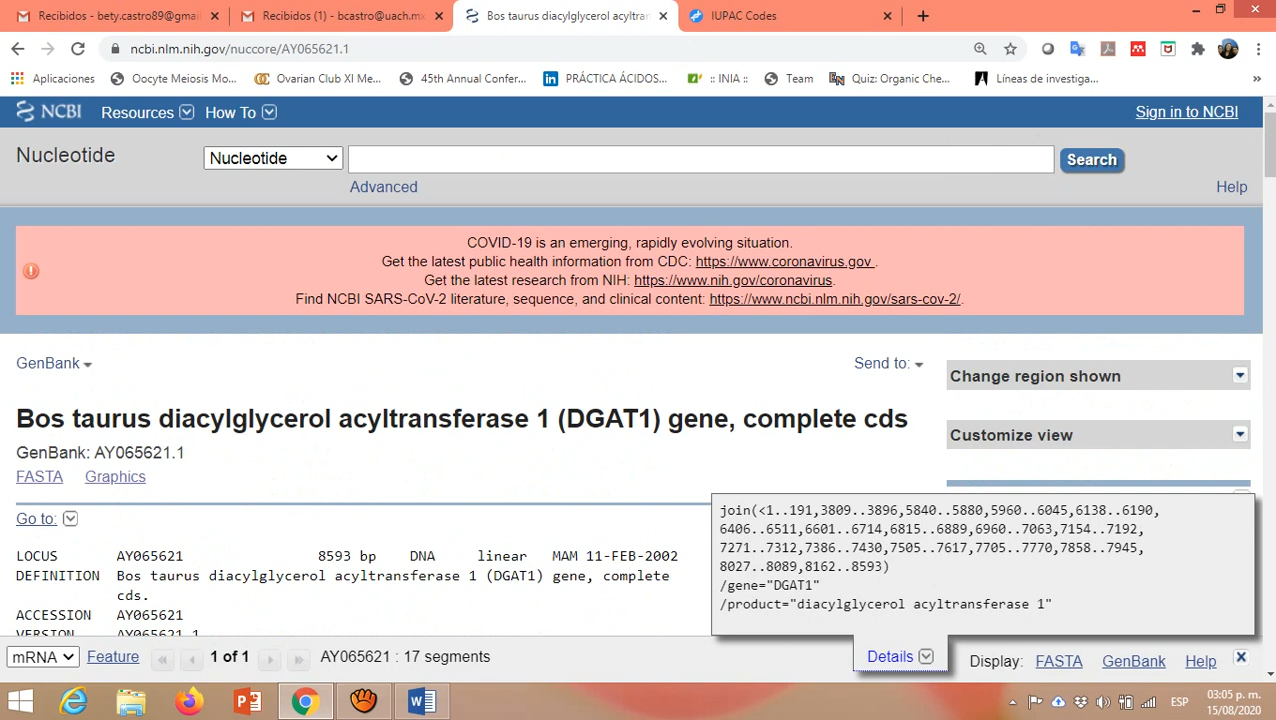 Recibidos - bety.castro89@gmai
Recibidos (1) - bcastro@uach.mx
Bos taurus diacylglycerol acyltran
IUPAC Codes
ncbi.nlm.nih.gov/nuccore/AY065621.1
Aplicaciones
Oocyte Meiosis Mo...
Ovarian Club XI Me...
45th Annual Confer...
PRÁCTICA ÁCIDOS...
:: INIA ::
Team
Quiz: Organic Che...
Líneas de investiga...
»
NCBI
Resources
How To
Sign in to NCBI
Nucleotide
Nucleotide
Search
Advanced
Help
COVID-19 is an emerging, rapidly evolving situation.
Get the latest public health information from CDC: https://www.coronavirus.gov .
Get the latest research from NIH: https://www.nih.gov/coronavirus.
Find NCBI SARS-CoV-2 literature, sequence, and clinical content: https://www.ncbi.nlm.nih.gov/sars-cov-2/.
GenBank
Send to:
Change region shown
Bos taurus diacylglycerol acyltransferase 1 (DGAT1) gene, complete cds
Customize view
GenBank: AY065621.1
FASTA Graphics
Go to:
LOCUS AY065621 8593 bp DNA linear MAM 11-FEB-2002
DEFINITION Bos taurus diacylglycerol acyltransferase 1 (DGAT1) gene, complete
cds.
ACCESSION AY065621
VERSION AY065621.1
join(<1..191,3809..3896,5840..5880,5960..6045,6138..6190,
6406..6511,6601..6714,6815..6889,6960..7063,7154..7192,
7271..7312,7386..7430,7505..7617,7705..7770,7858..7945,
8027..8089,8162..8593)
/gene="DGAT1"
/product="diacylglycerol acyltransferase 1"
mRNA Feature 1 of 1 AY065621 : 17 segments Details Display: FASTA GenBank Help
ESP
03:05 p. m.
15/08/2020